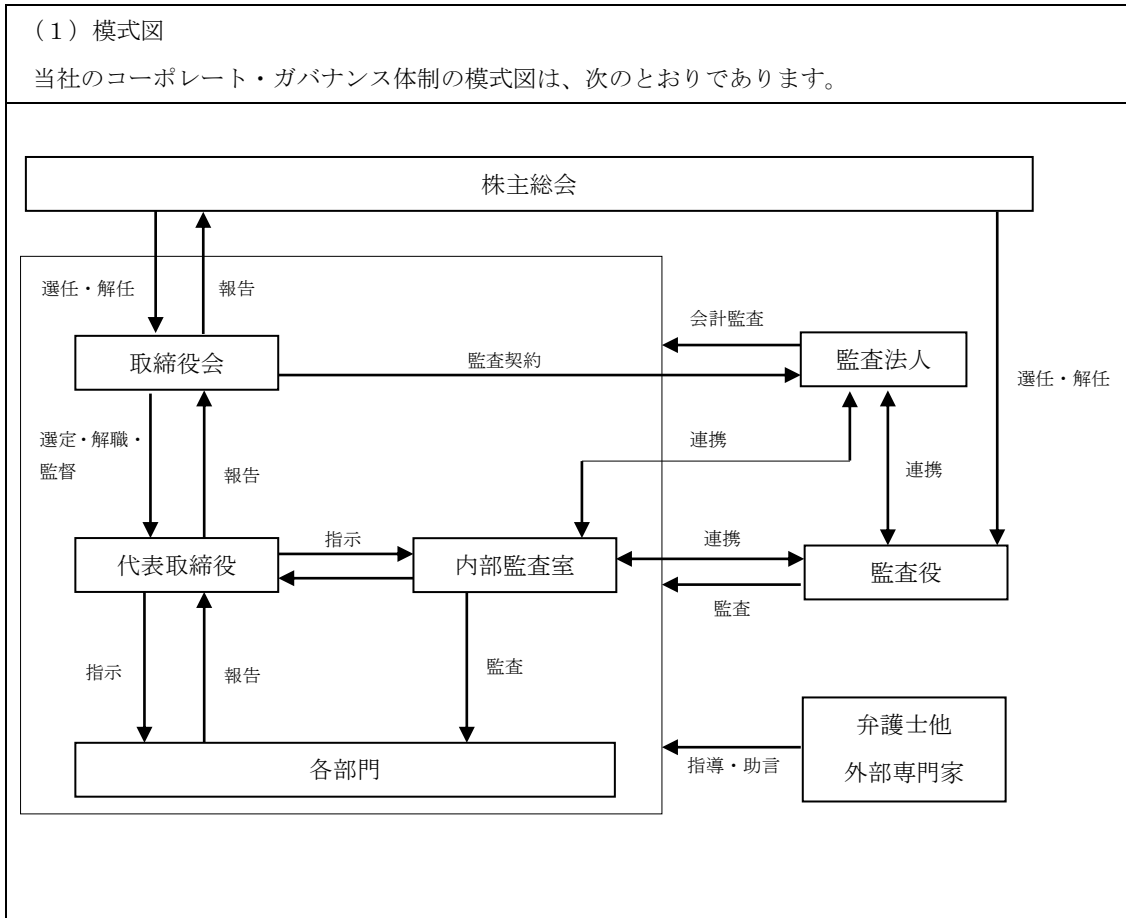 （１）模式図
当社のコーポレート・ガバナンス体制の模式図は、次のとおりであります。
株主総会
選任・解任
報告
会計監査
取締役会
監査契約
監査法人
選任・解任
選定・解職・
監督
報告
連携
連携
代表取締役
指示
内部監査室
連携
監査役
監査
指示
報告
監査
各部門
指導・助言
弁護士他
外部専門家